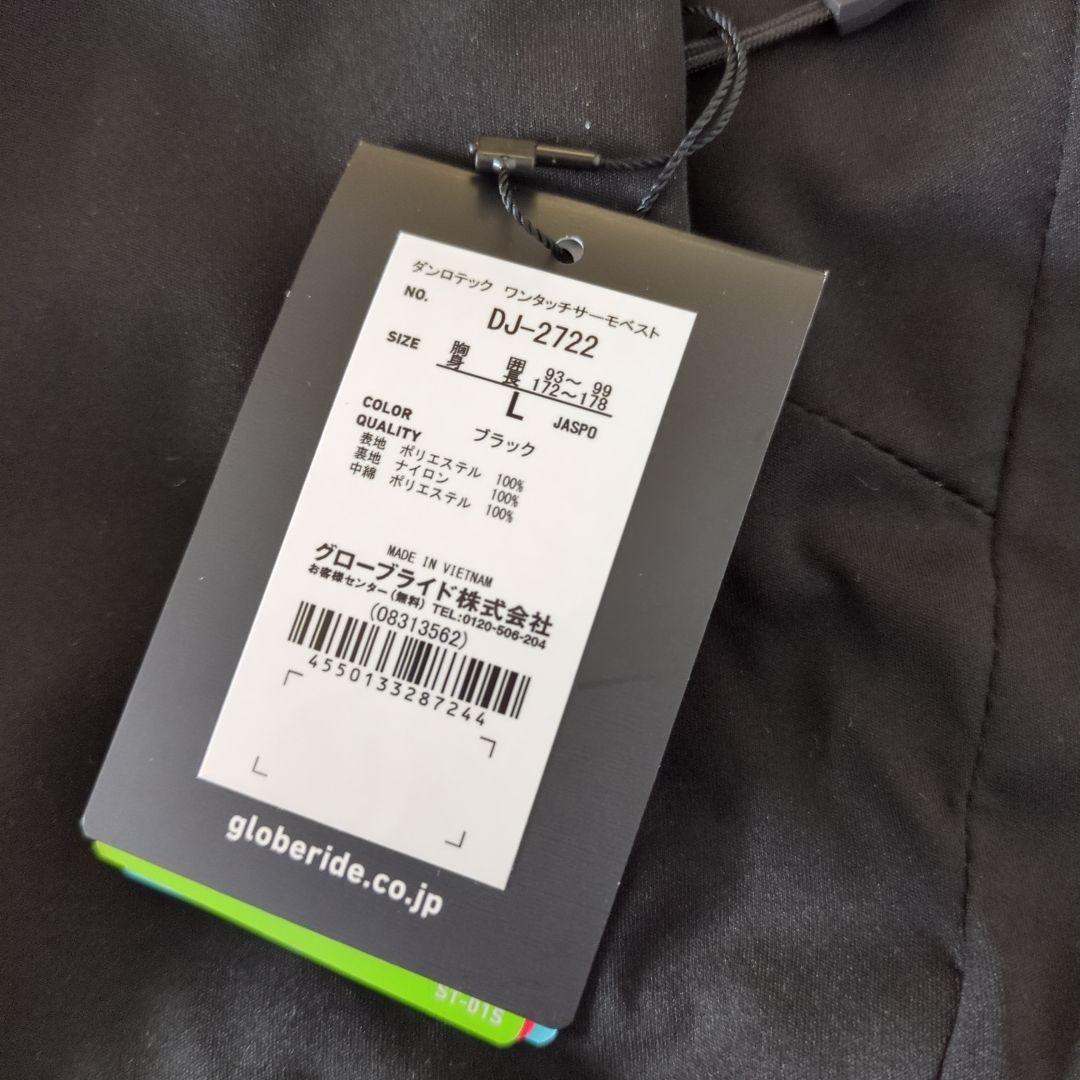 ダンロテック ワンタッチサーモベスト
NO. DJ-2722
SIZE 胸 囲 93～ 99
身 長 172～178
L JASPO
COLOR ブラック
QUALITY
表地 ポリエステル 100%
裏地 ナイロン 100%
中綿 ポリエステル 100%
MADE IN VIETNAM
グローブライド株式会社
お客様センター(無料) TEL:0120-506-204
(08313562)
4550133287244
globeride.co.jp
ST-01S